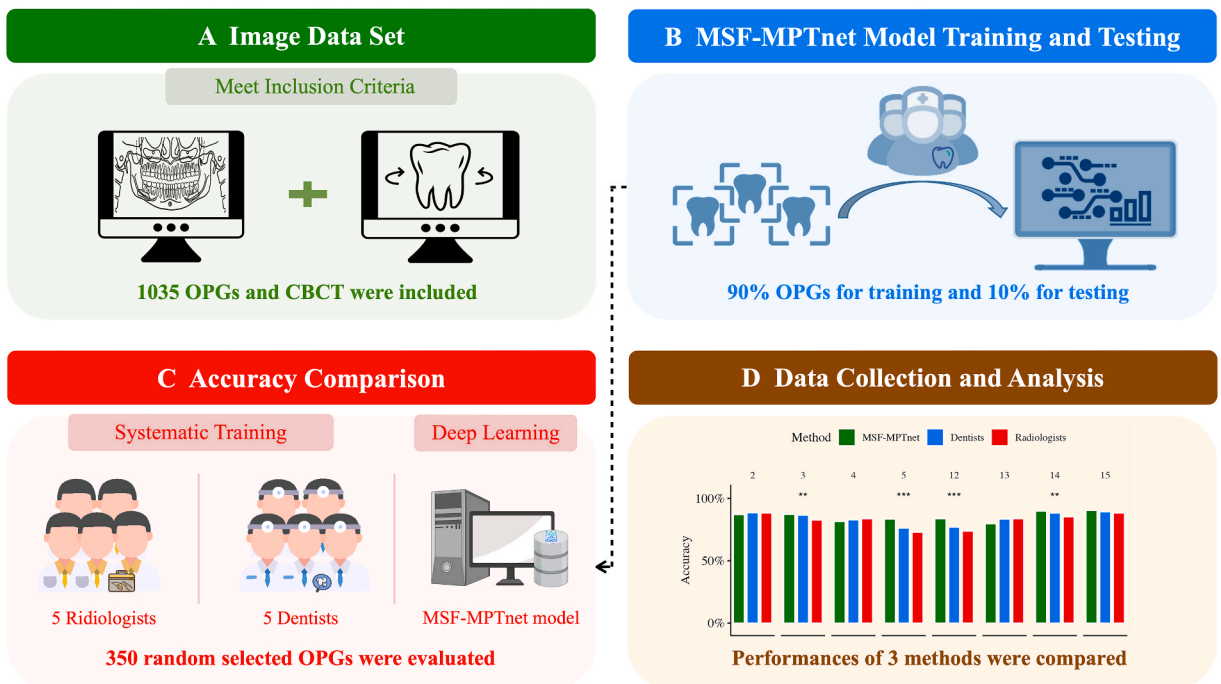 A Image Data Set
Meet Inclusion Criteria
1035 OPGs and CBCT were included
B MSF-MPTnet Model Training and Testing
90% OPGs for training and 10% for testing
C Accuracy Comparison
Systematic Training
Deep Learning
5 Ridiologists
5 Dentists
MSF-MPTnet model
350 random selected OPGs were evaluated
D Data Collection and Analysis
Method MSF-MPTnet Dentists Radiologists
2 3 4 5 12 13 14 15
** *** *** **
100%
50%
0%
Accuracy
Performances of 3 methods were compared